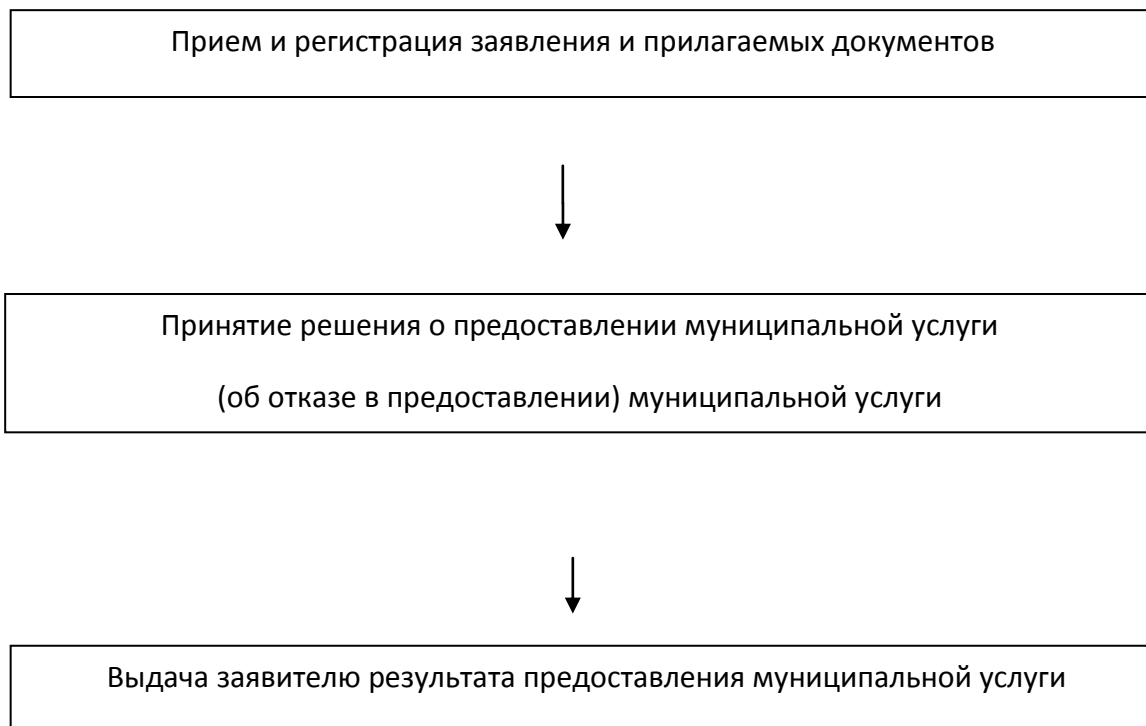 Прием и регистрация заявления и прилагаемых документов
Принятие решения о предоставлении муниципальной услуги
(об отказе в предоставлении) муниципальной услуги
Выдача заявителю результата предоставления муниципальной услуги